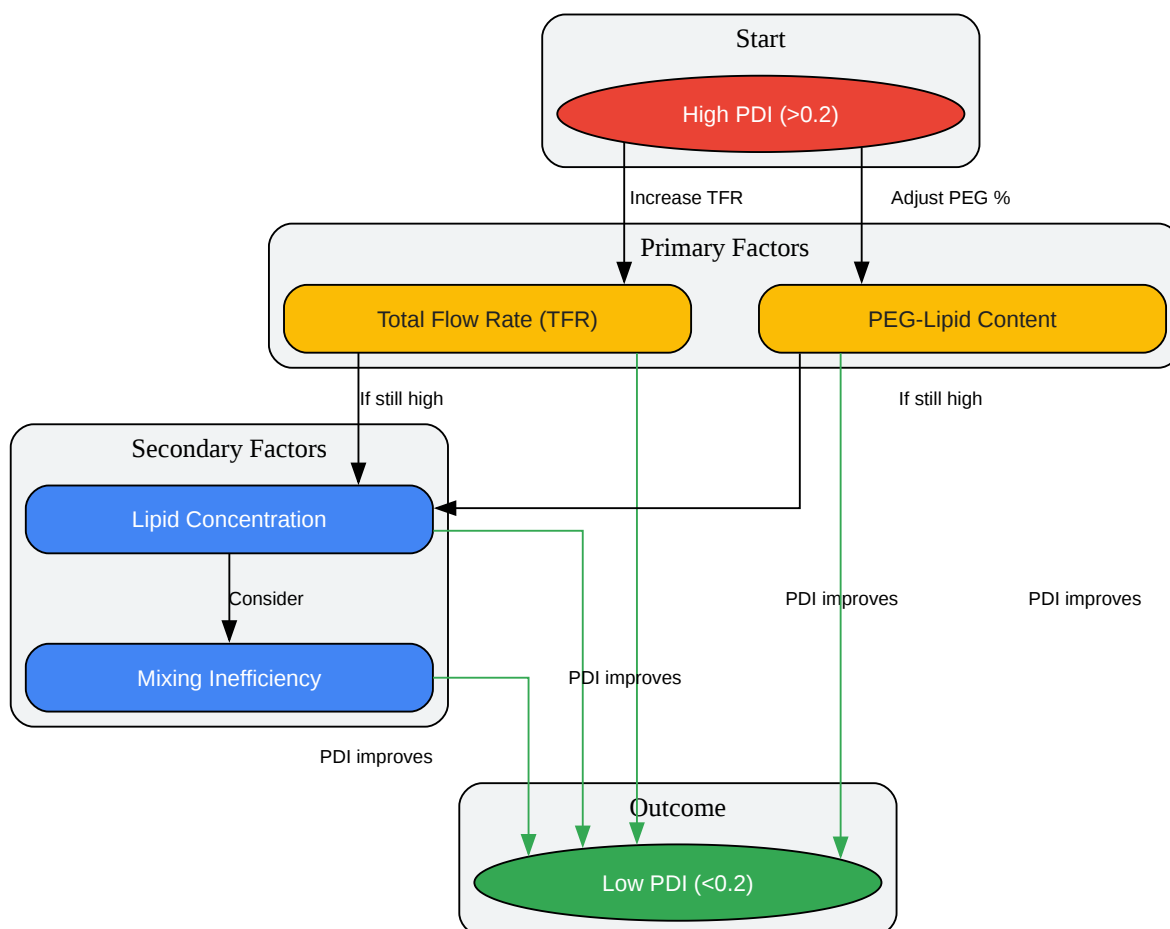 Start
High PDI (>0.2)
Increase TFR
Adjust PEG %
Primary Factors
Total Flow Rate (TFR)
PEG-Lipid Content
If still high
If still high
Secondary Factors
Lipid Concentration
Consider
PDI improves
PDI improves
Mixing Inefficiency
PDI improves
PDI improves
Outcome
Low PDI (<0.2)